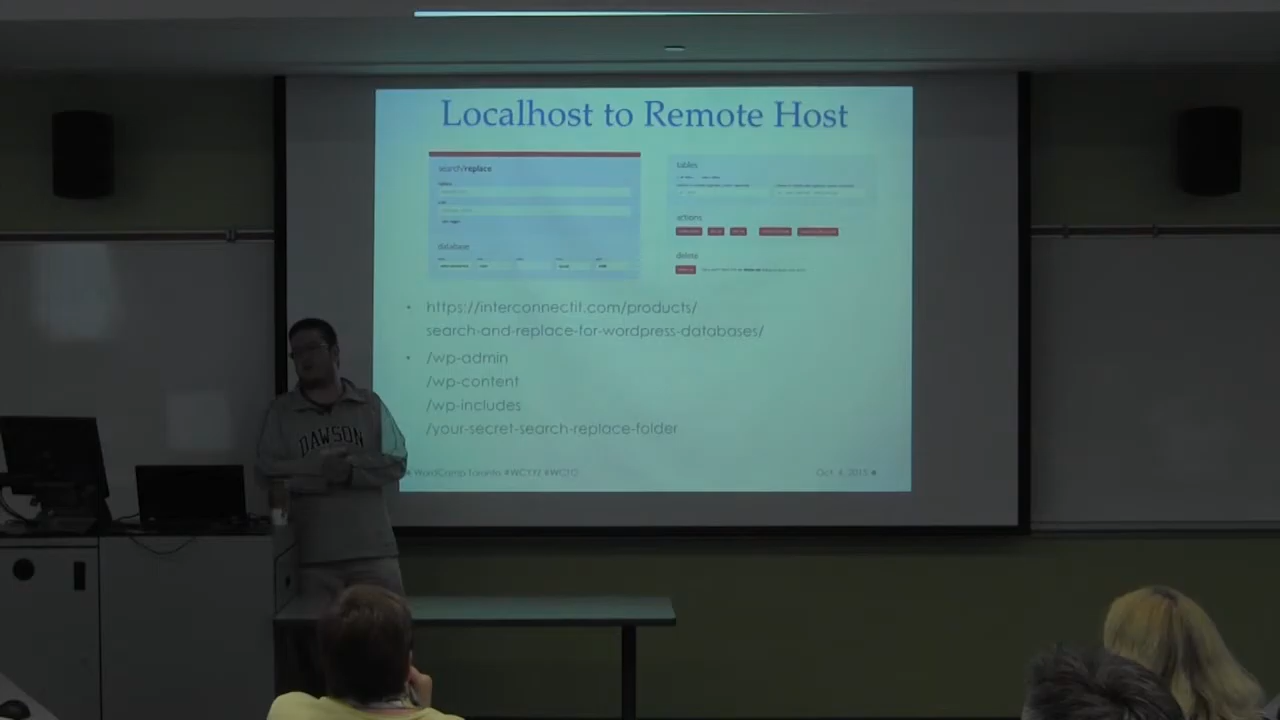 Localhost to Remote Host
search/replace
database
tables
actions
delete
• https://interconnectit.com/products/
search-and-replace-for-wordpress-databases/
• /wp-admin
/wp-content
/wp-includes
/your-secret-search-replace-folder
WordCamp Toronto #WCYYZ #WCTO
Oct. 4, 2015
DAWSON